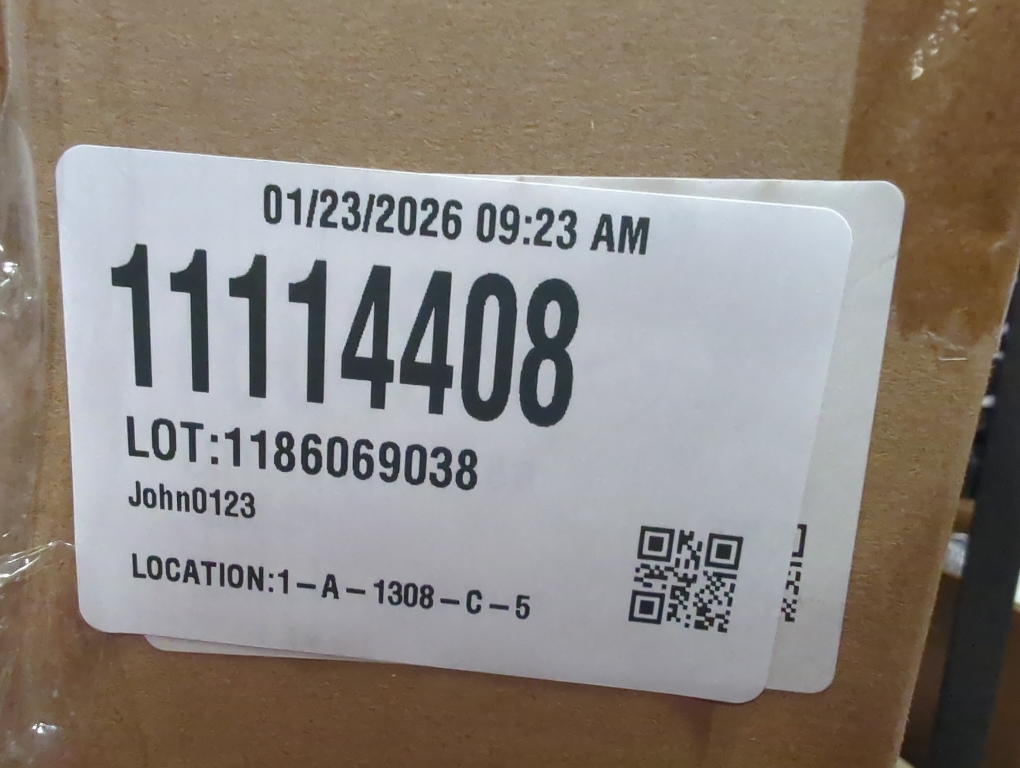 01/23/2026 09:23 AM
11114408
LOT:1186069038
John0123
LOCATION:1-A-1308-C-5